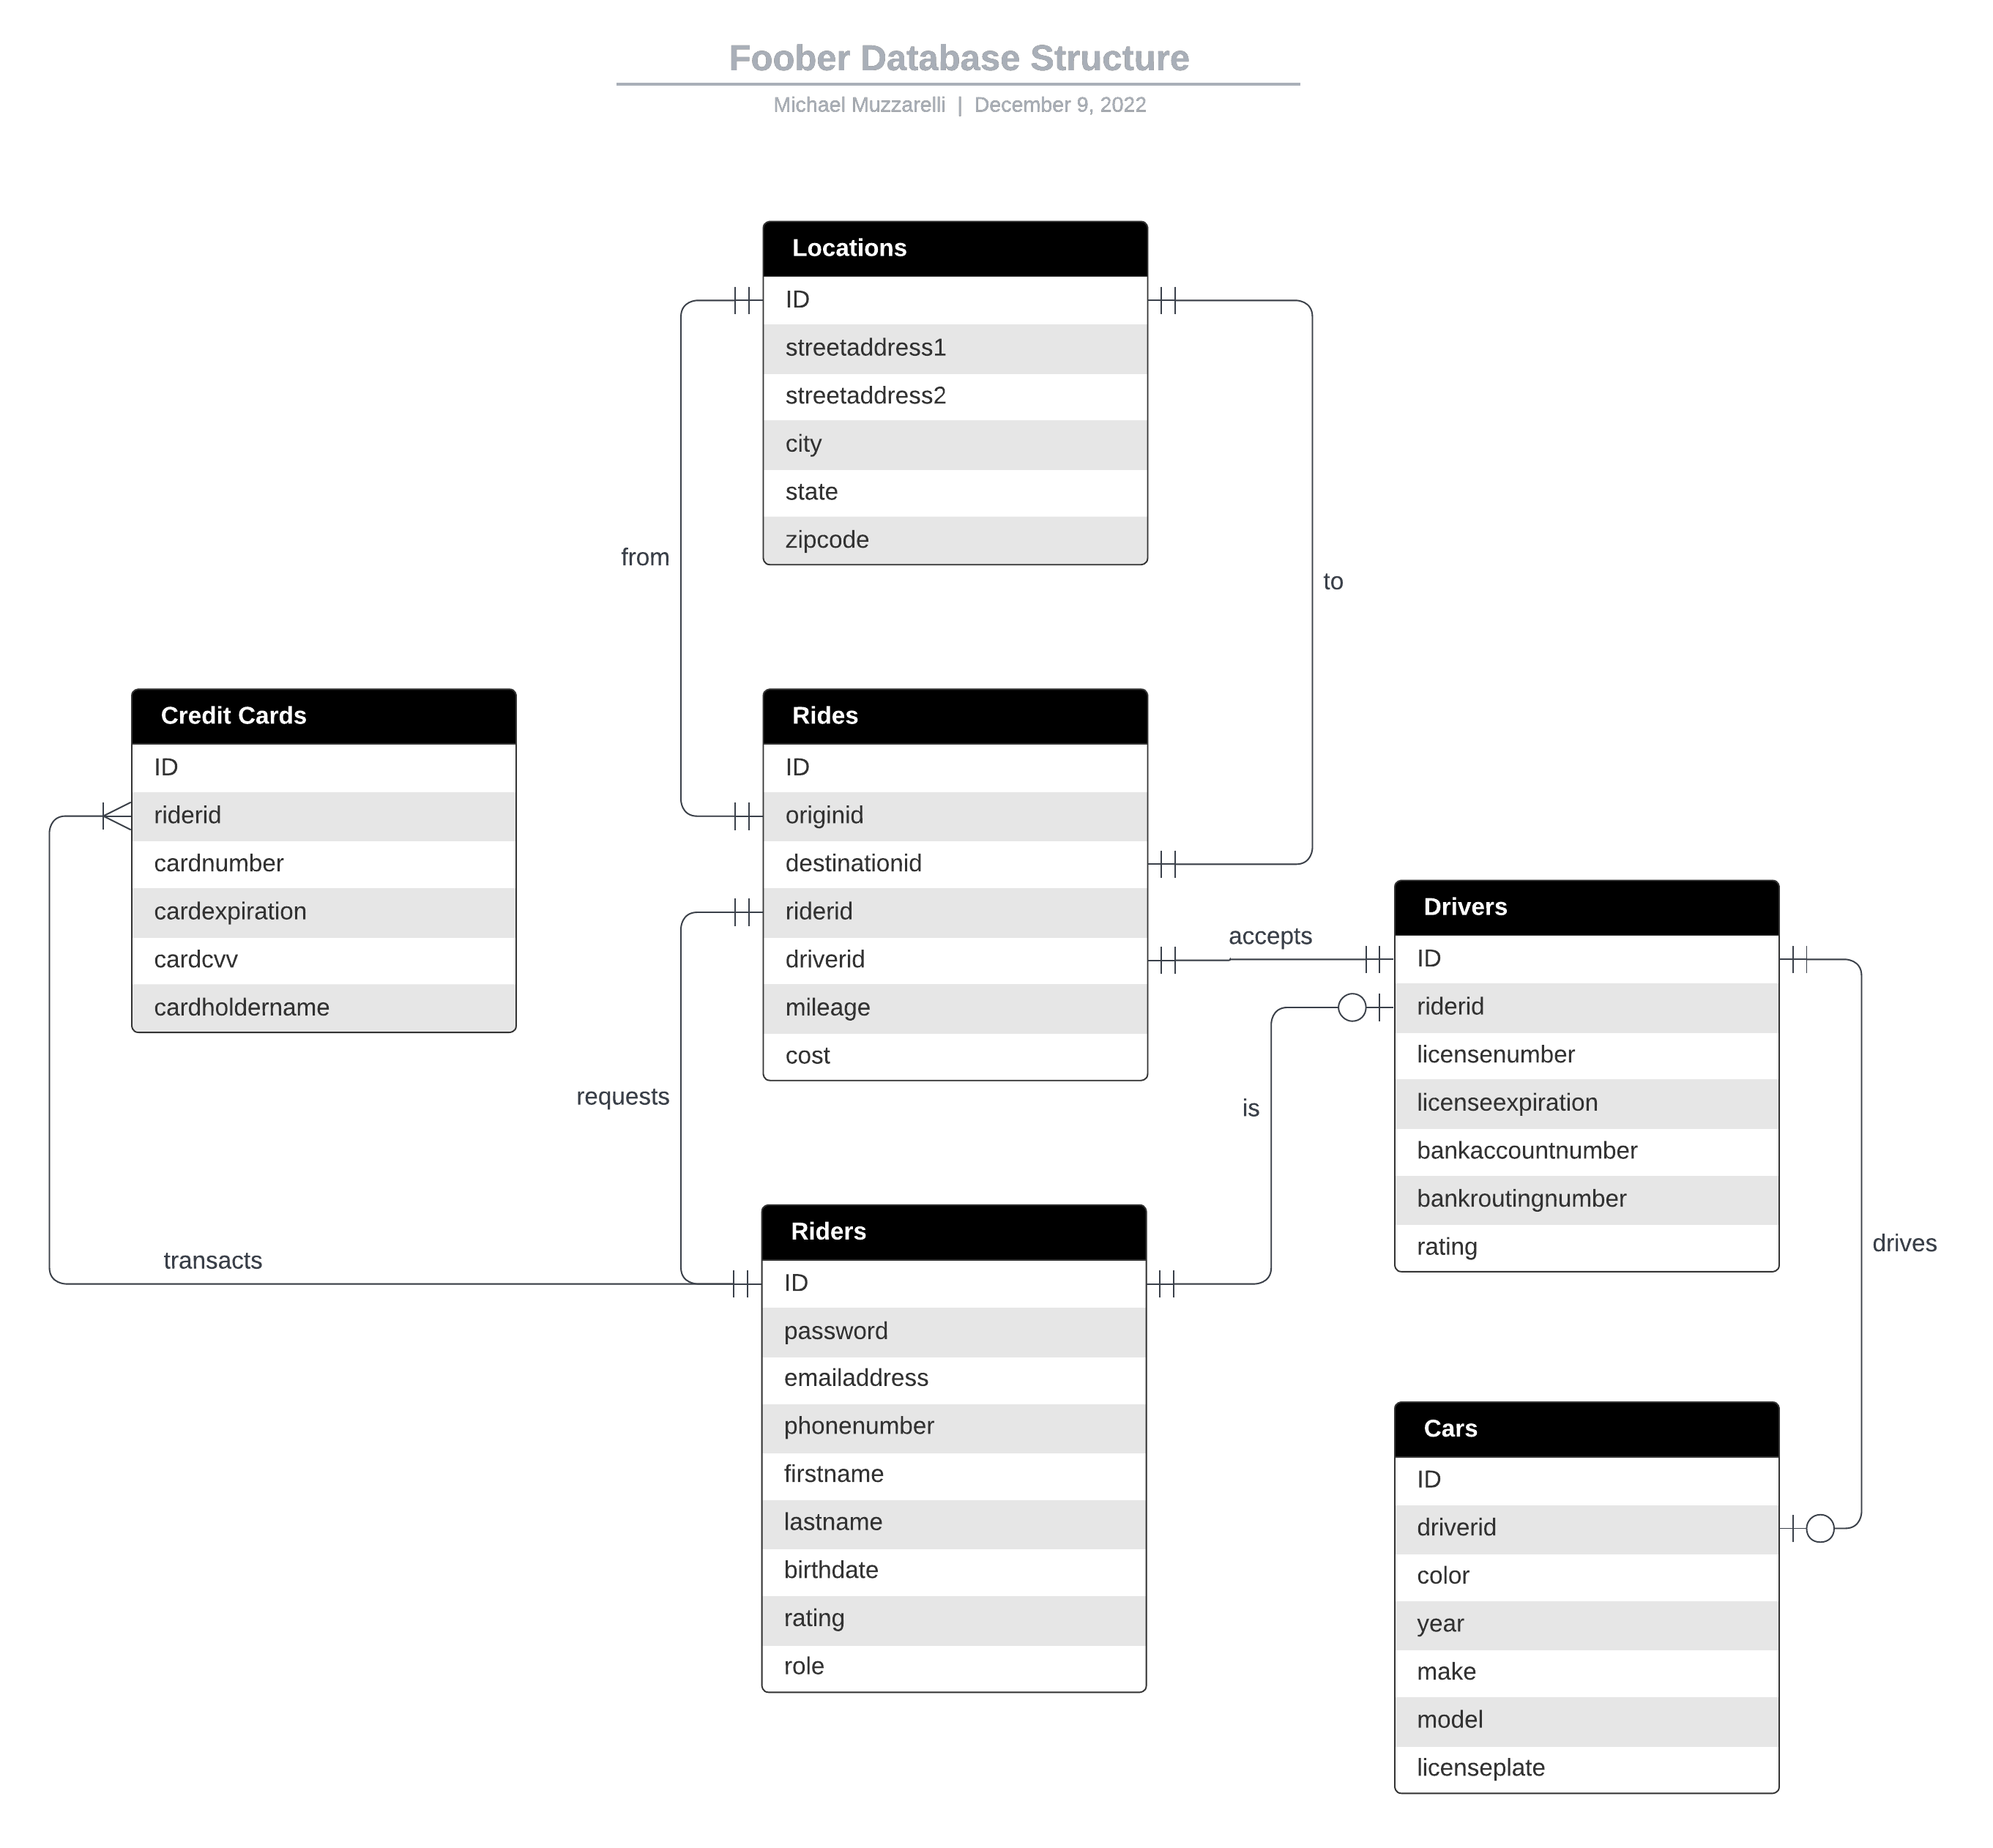 Foober Database Structure
Michael Muzzarelli | December 9, 2022
Locations
ID
streetaddress1
streetaddress2
city
state
zipcode
from
to
Credit Cards
ID
riderid
cardnumber
cardexpiration
cardcvv
cardholdername
transacts
Rides
ID
originid
destinationid
riderid
driverid
mileage
cost
requests
accepts
is
Drivers
ID
riderid
licensenumber
licenseexpiration
bankaccountnumber
bankroutingnumber
rating
drives
Riders
ID
password
emailaddress
phonenumber
firstname
lastname
birthdate
rating
role
Cars
ID
driverid
color
year
make
model
licenseplate